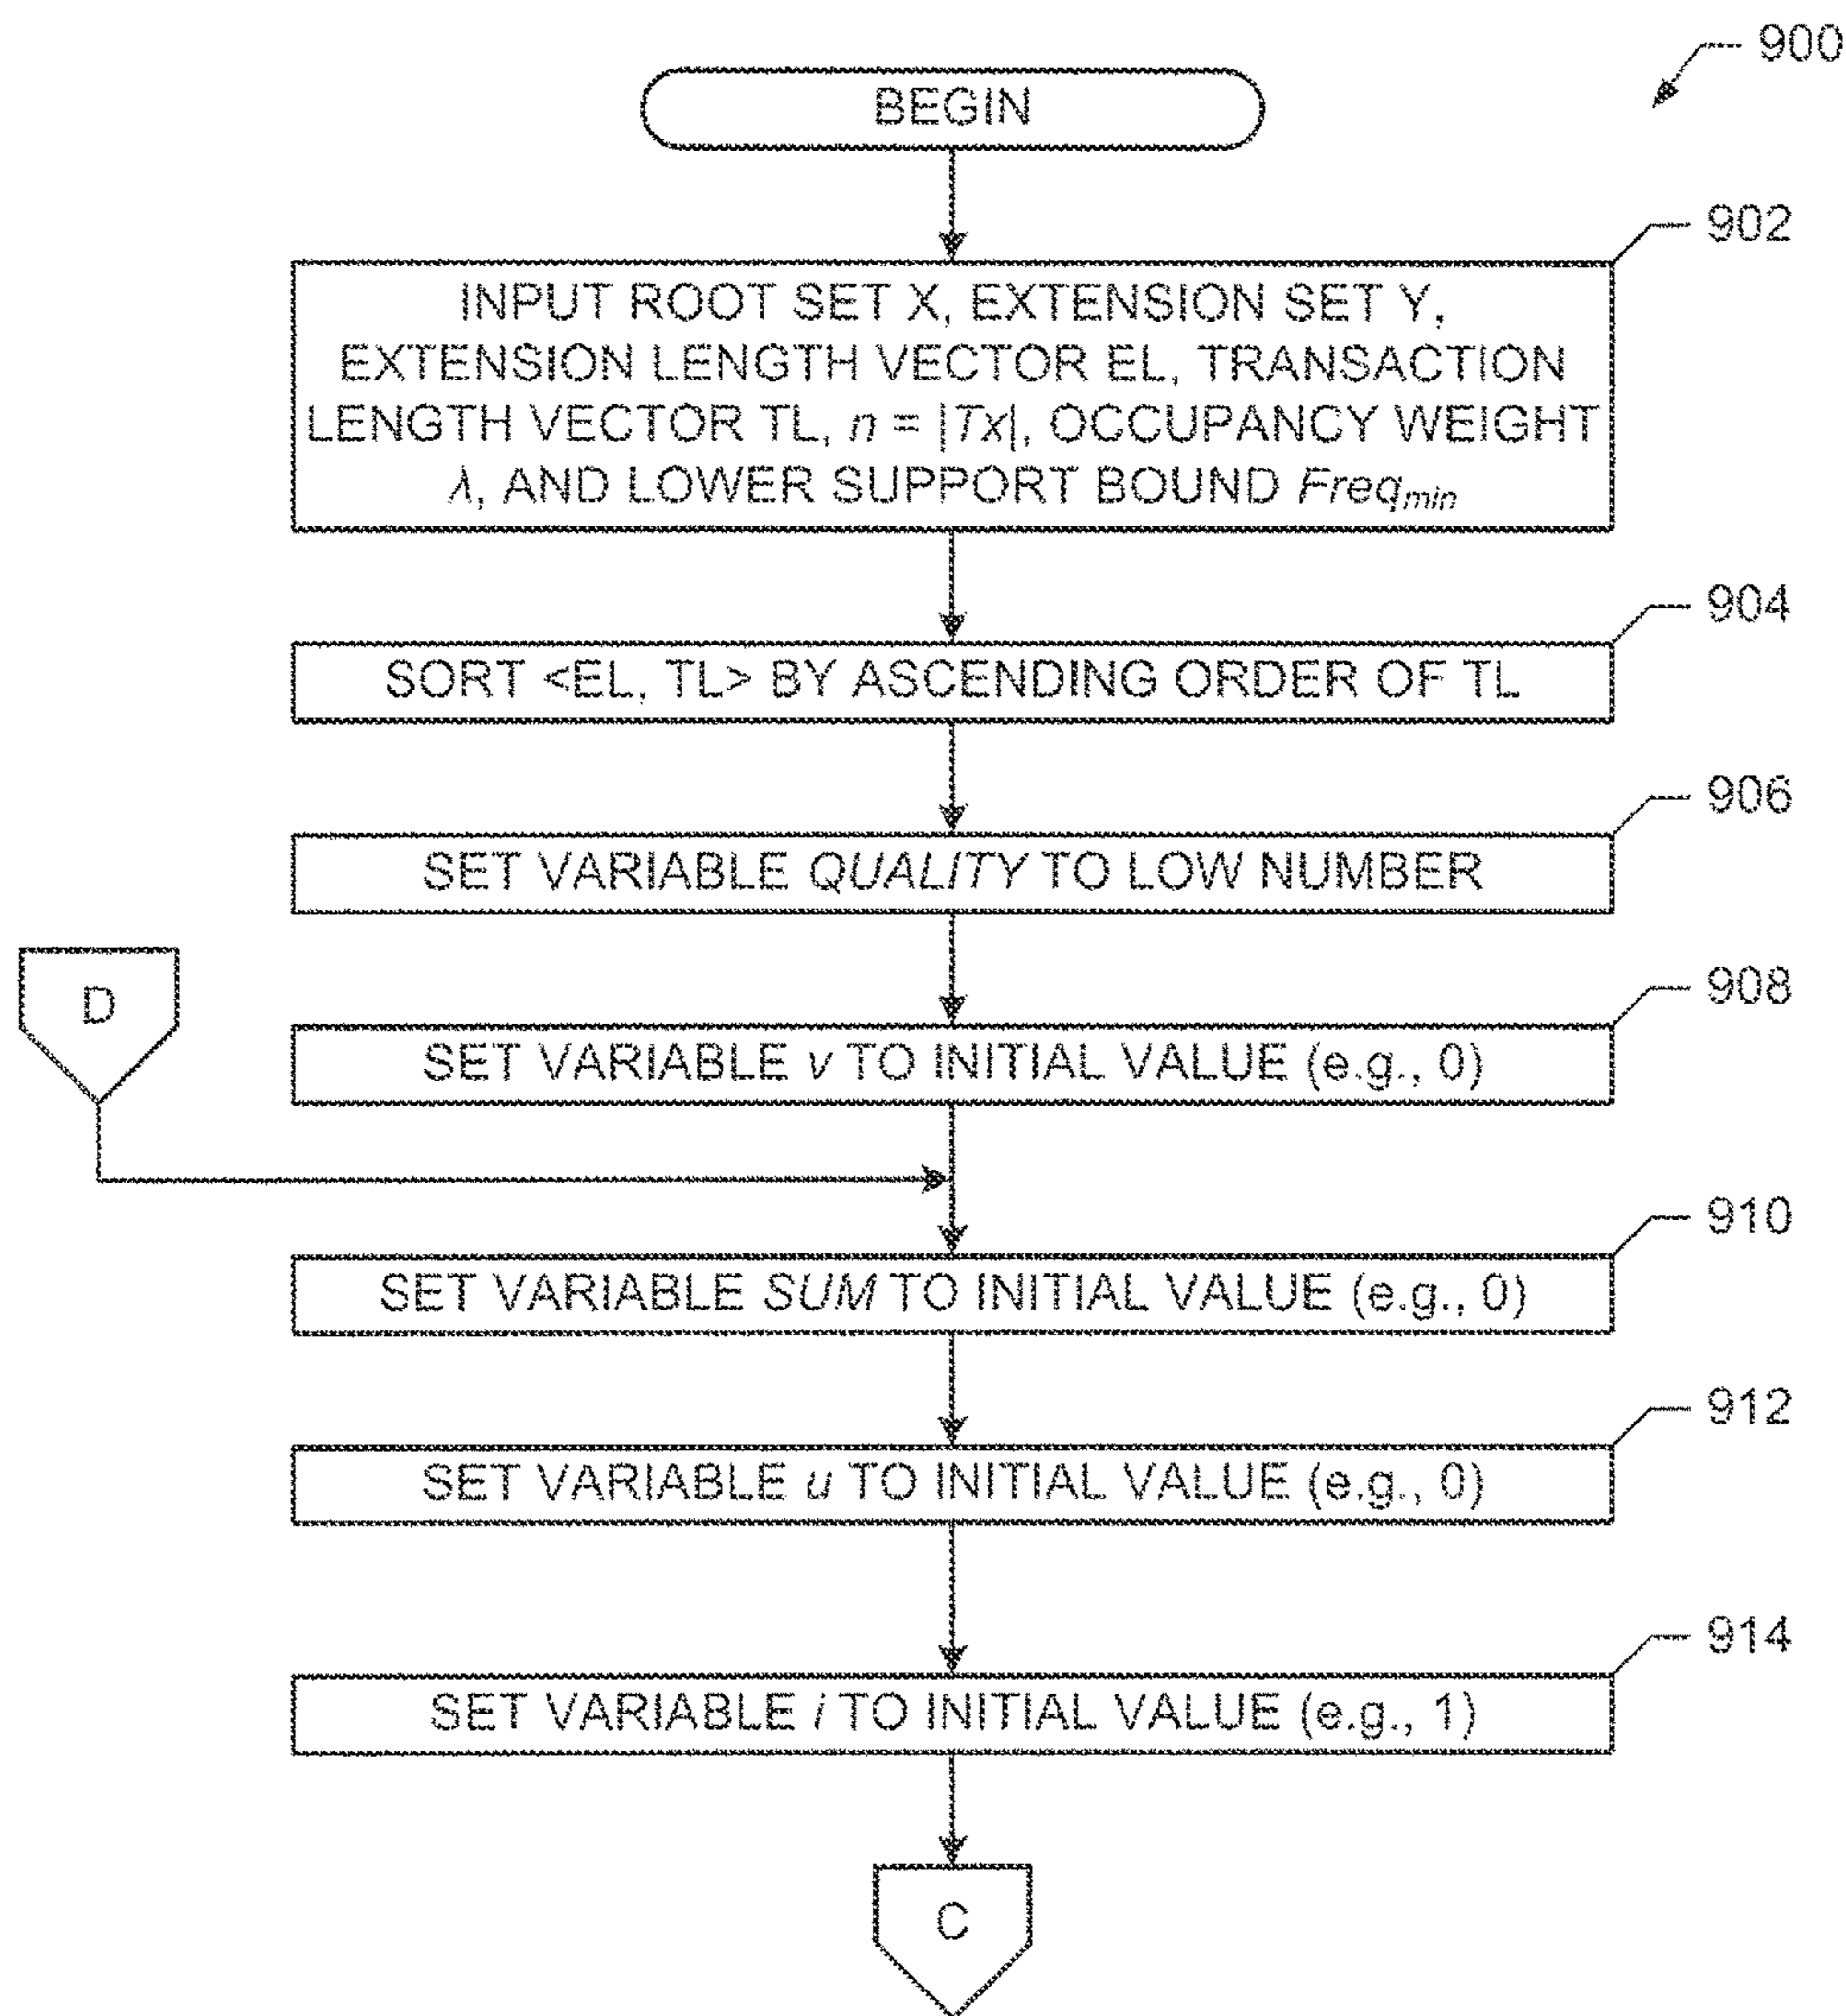 900
BEGIN
902
INPUT ROOT SET X, EXTENSION SET Y,
EXTENSION LENGTH VECTOR EL, TRANSACTION
LENGTH VECTOR TL, n = |Tx|, OCCUPANCY WEIGHT
λ, AND LOWER SUPPORT BOUND Freqmin
904
SORT <EL, TL> BY ASCENDING ORDER OF TL
906
SET VARIABLE QUALITY TO LOW NUMBER
D
908
SET VARIABLE v TO INITIAL VALUE (e.g., 0)
910
SET VARIABLE SUM TO INITIAL VALUE (e.g., 0)
912
SET VARIABLE u TO INITIAL VALUE (e.g., 0)
914
SET VARIABLE i TO INITIAL VALUE (e.g., 1)
C